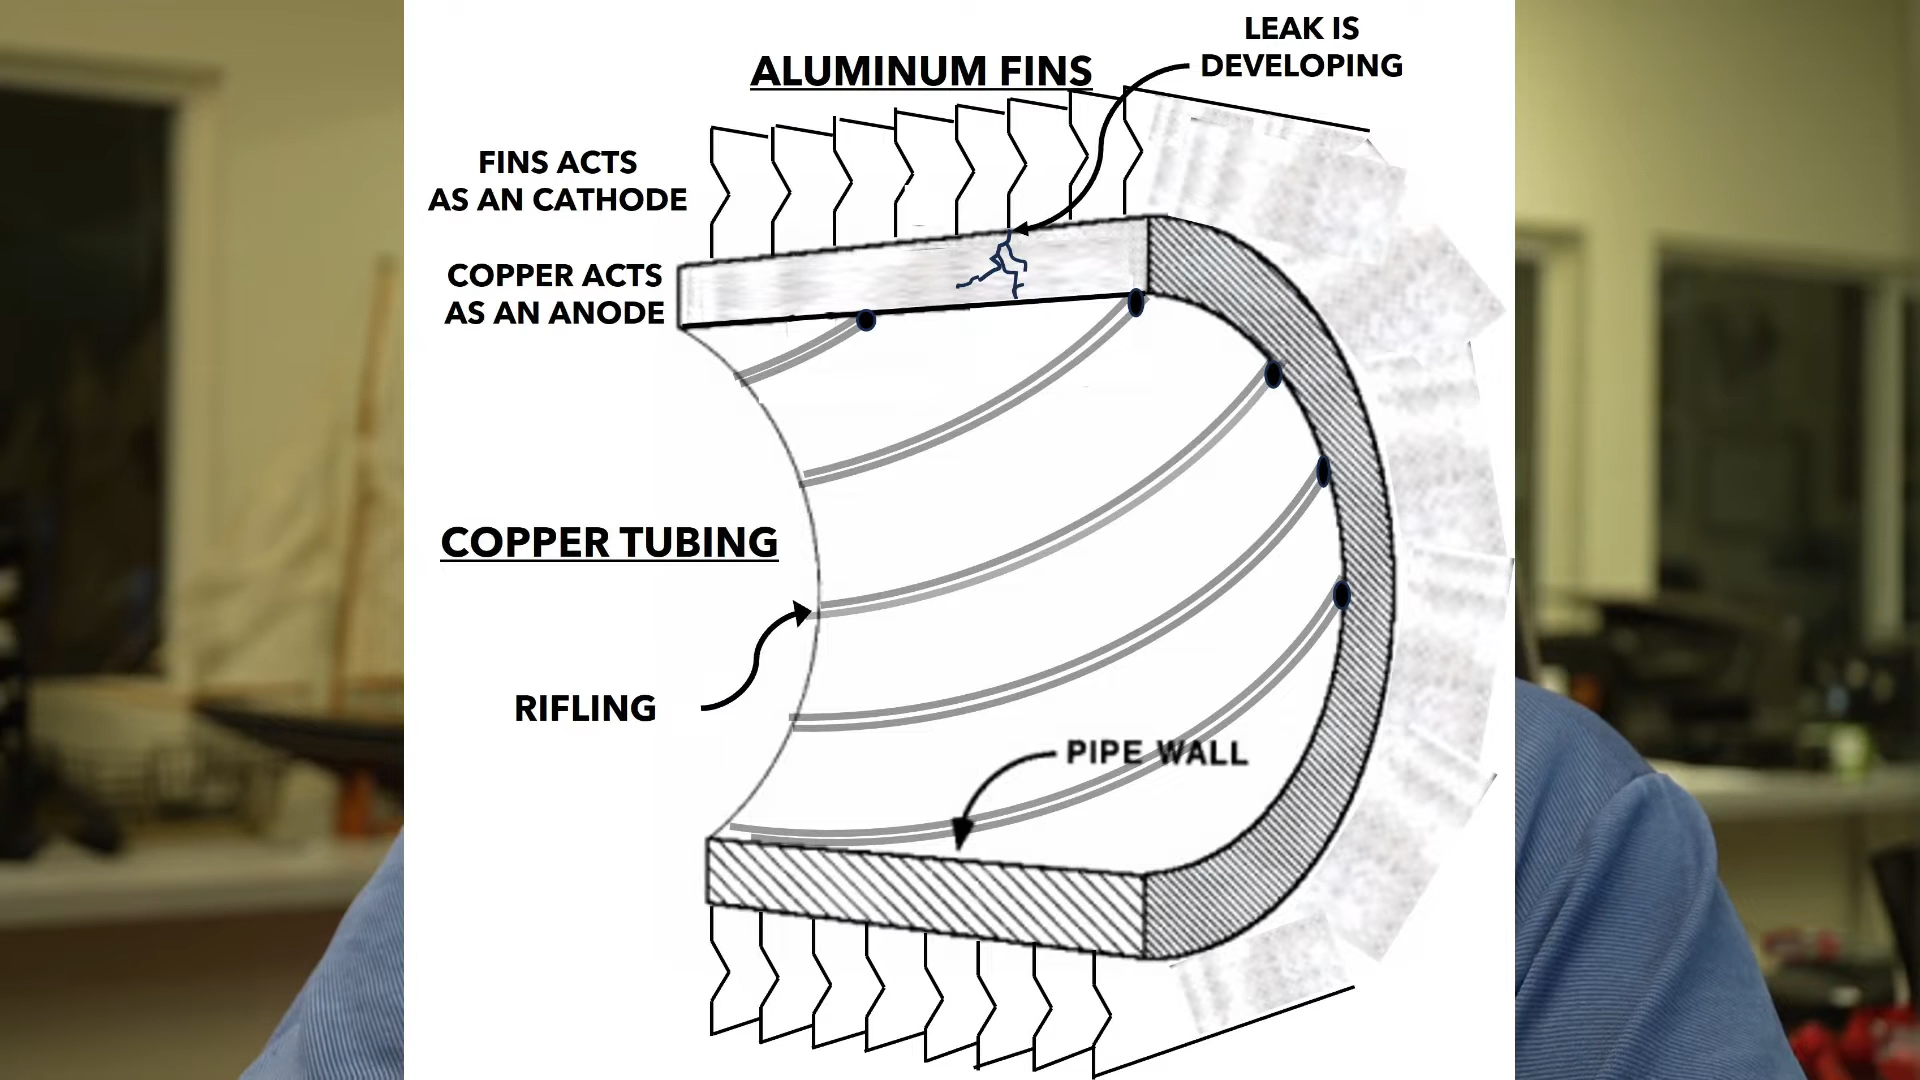 LEAK IS
DEVELOPING
ALUMINUM FINS
FINS ACTS
AS AN CATHODE
COPPER ACTS
AS AN ANODE
COPPER TUBING
RIFLING
PIPE WALL